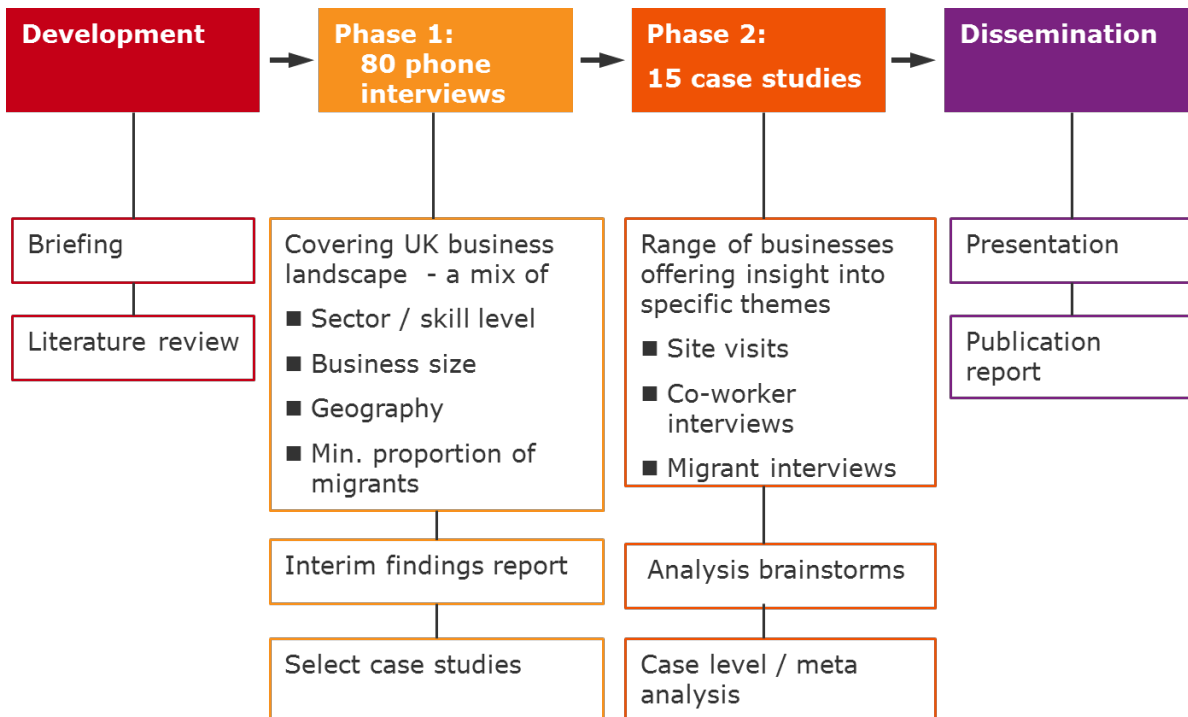 Development
Phase 1:
80 phone
interviews
Phase 2:
15 case studies
Dissemination
Briefing
Literature review
Covering UK business
landscape - a mix of
■ Sector / skill level
■ Business size
■ Geography
■ Min. proportion of
migrants
Interim findings report
Select case studies
Range of businesses
offering insight into
specific themes
■ Site visits
■ Co-worker
interviews
■ Migrant interviews
Analysis brainstorms
Case level / meta
analysis
Presentation
Publication
report